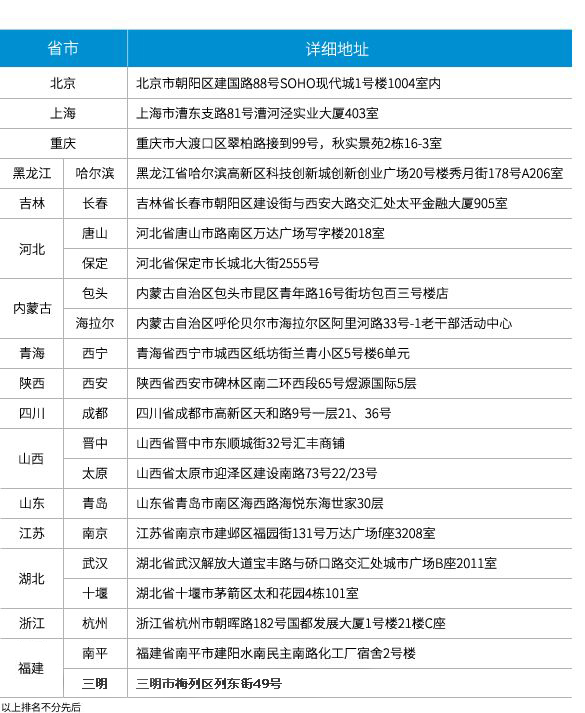 省市 详细地址
北京 北京市朝阳区建国路88号SOHO现代城1号楼1004室内
上海 上海市漕东支路81号漕河泾实业大厦403室
重庆 重庆市大渡口区翠柏路接到99号，秋实景苑2栋16-3室
黑龙江 哈尔滨 黑龙江省哈尔滨高新区科技创新城创新创业广场20号楼秀月街178号A206室
吉林 长春 吉林省长春市朝阳区建设街与西安大路交汇处太平金融大厦905室
河北 唐山 河北省唐山市路南区万达广场写字楼2018室
保定 河北省保定市长城北大街2555号
内蒙古 包头 内蒙古自治区包头市昆区青年路16号街坊包百三号楼店
海拉尔 内蒙古自治区呼伦贝尔市海拉尔区阿里河路33号-1老干部活动中心
青海 西宁 青海省西宁市城西区纸坊街兰青小区5号楼6单元
陕西 西安 陕西省西安市碑林区南二环西段65号煜源国际5层
四川 成都 四川省成都市高新区天和路9号一层21、36号
山西 晋中 山西省晋中市东顺城街32号汇丰商铺
太原 山西省太原市迎泽区建设南路73号22/23号
山东 青岛 山东省青岛市南区海西路海悦东海世家30层
江苏 南京 江苏省南京市建邺区福园街131号万达广场f座3208室
湖北 武汉 湖北省武汉解放大道宝丰路与硚口路交汇处城市广场B座2011室
十堰 湖北省十堰市茅箭区太和花园4栋101室
浙江 杭州 浙江省杭州市朝晖路182号国都发展大厦1号楼21楼C座
福建 南平 福建省南平市建阳水南民主南路化工厂宿舍2号楼
三明 三明市梅列区列东街49号
以上排名不分先后